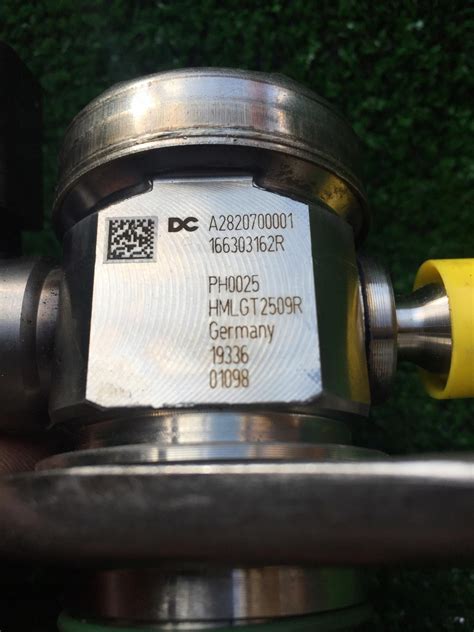 DC A2820700001
166303162R
PH0025
HMLGT2509R
Germany
19336
01098